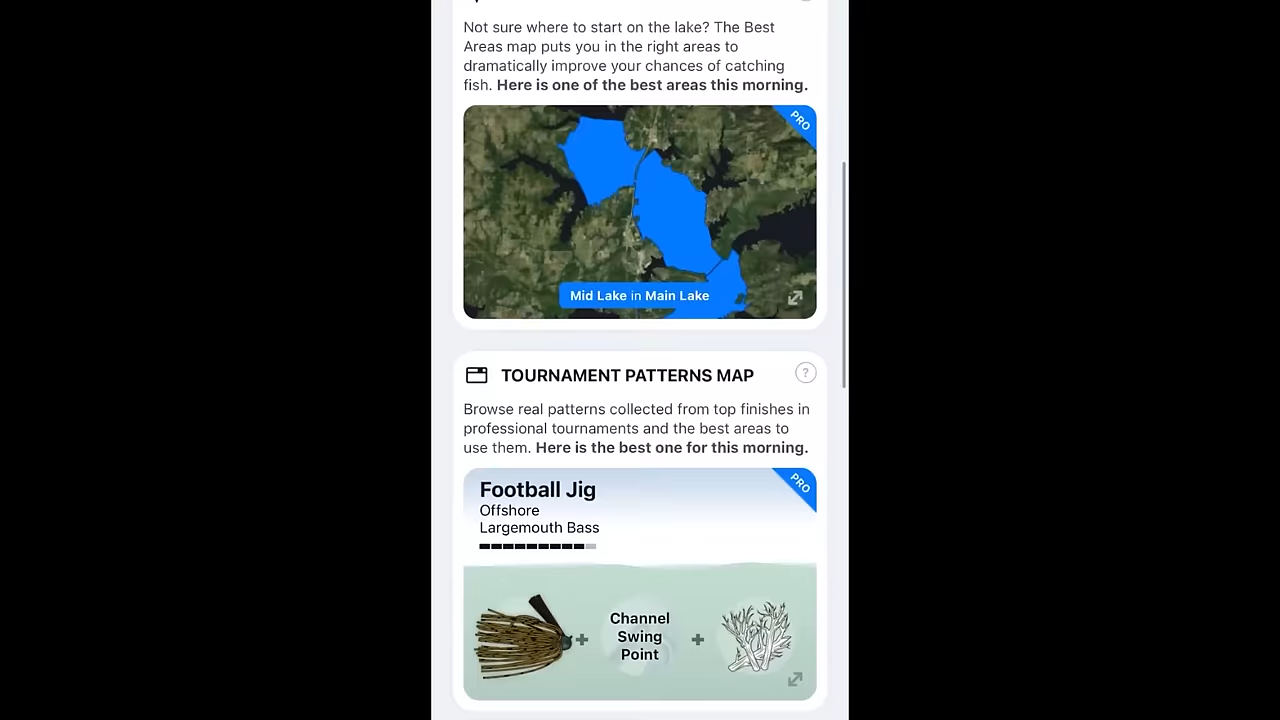 Not sure where to start on the lake? The Best
Areas map puts you in the right areas to
dramatically improve your chances of catching
fish. Here is one of the best areas this morning.
PRO
Mid Lake in Main Lake
TOURNAMENT PATTERNS MAP
?
Browse real patterns collected from top finishes in
professional tournaments and the best areas to
use them. Here is the best one for this morning.
PRO
Football Jig
Offshore
Largemouth Bass
+
Channel
Swing
Point
+